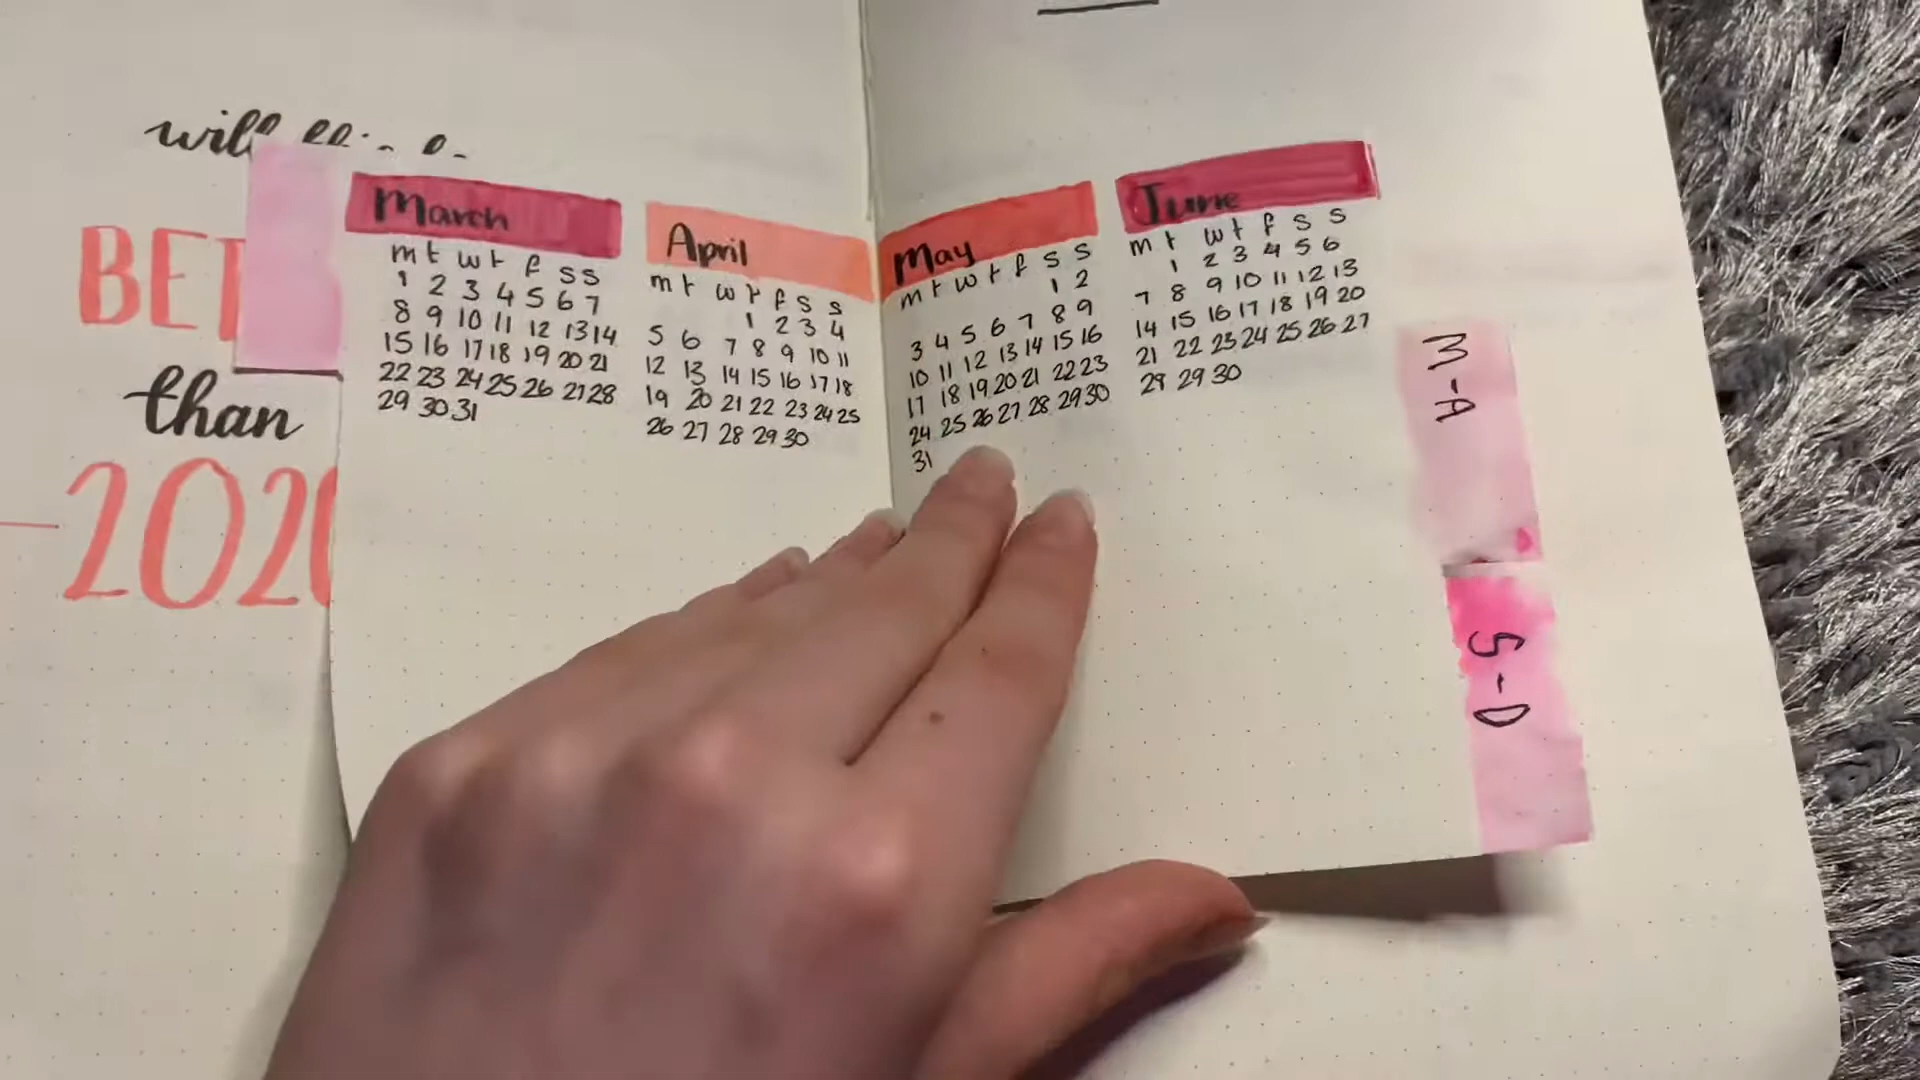 will
BET
than
202
March
m t w t f s s
1 2 3 4 5 6 7
8 9 10 11 12 13 14
15 16 17 18 19 20 21
22 23 24 25 26 27 28
29 30 31
April
m t w t f s s
1 2 3 4
5 6 7 8 9 10 11
12 13 14 15 16 17 18
19 20 21 22 23 24 25
26 27 28 29 30
May
m t w t f s s
1 2
3 4 5 6 7 8 9
10 11 12 13 14 15 16
17 18 19 20 21 22 23
24 25 26 27 28 29 30
31
June
m t w t f s s
1 2 3 4 5 6
7 8 9 10 11 12 13
14 15 16 17 18 19 20
21 22 23 24 25 26 27
29 29 30
M-A
S-D